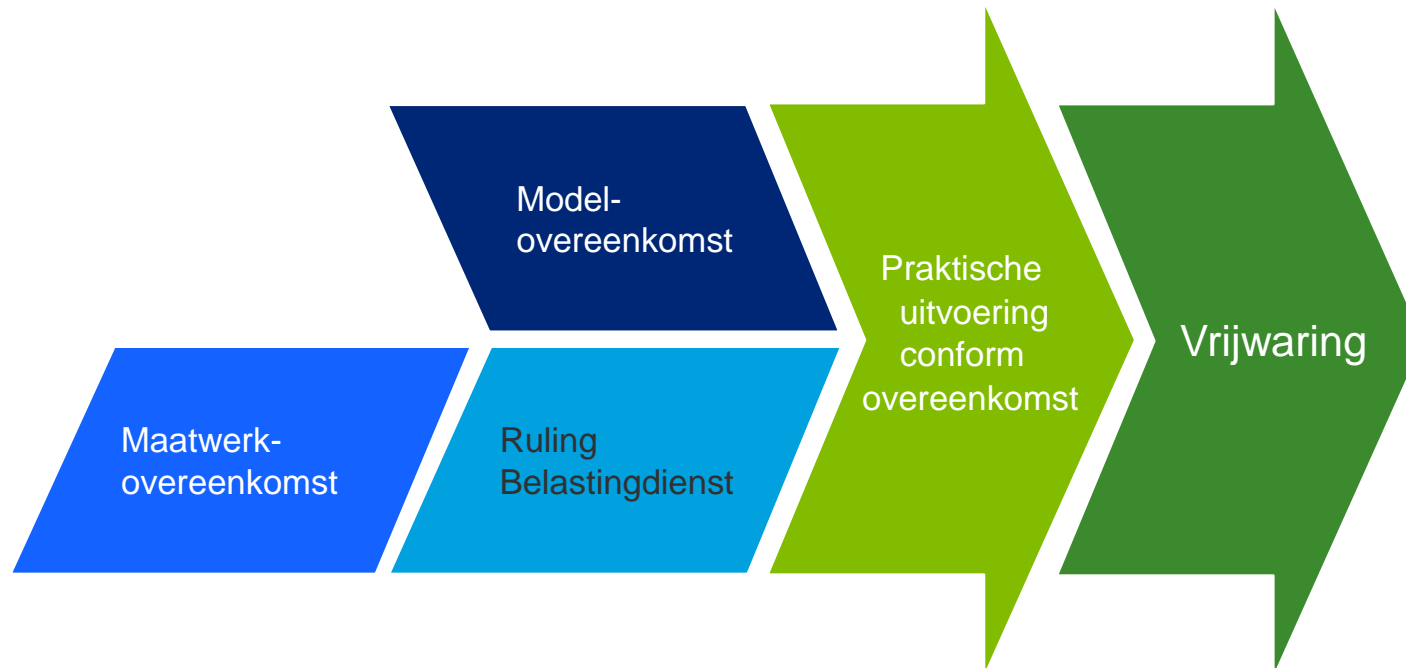 Model-
overeenkomst
Maatwerk-
overeenkomst
Ruling
Belastingdienst
Praktische
uitvoering
conform
overeenkomst
Vrijwaring